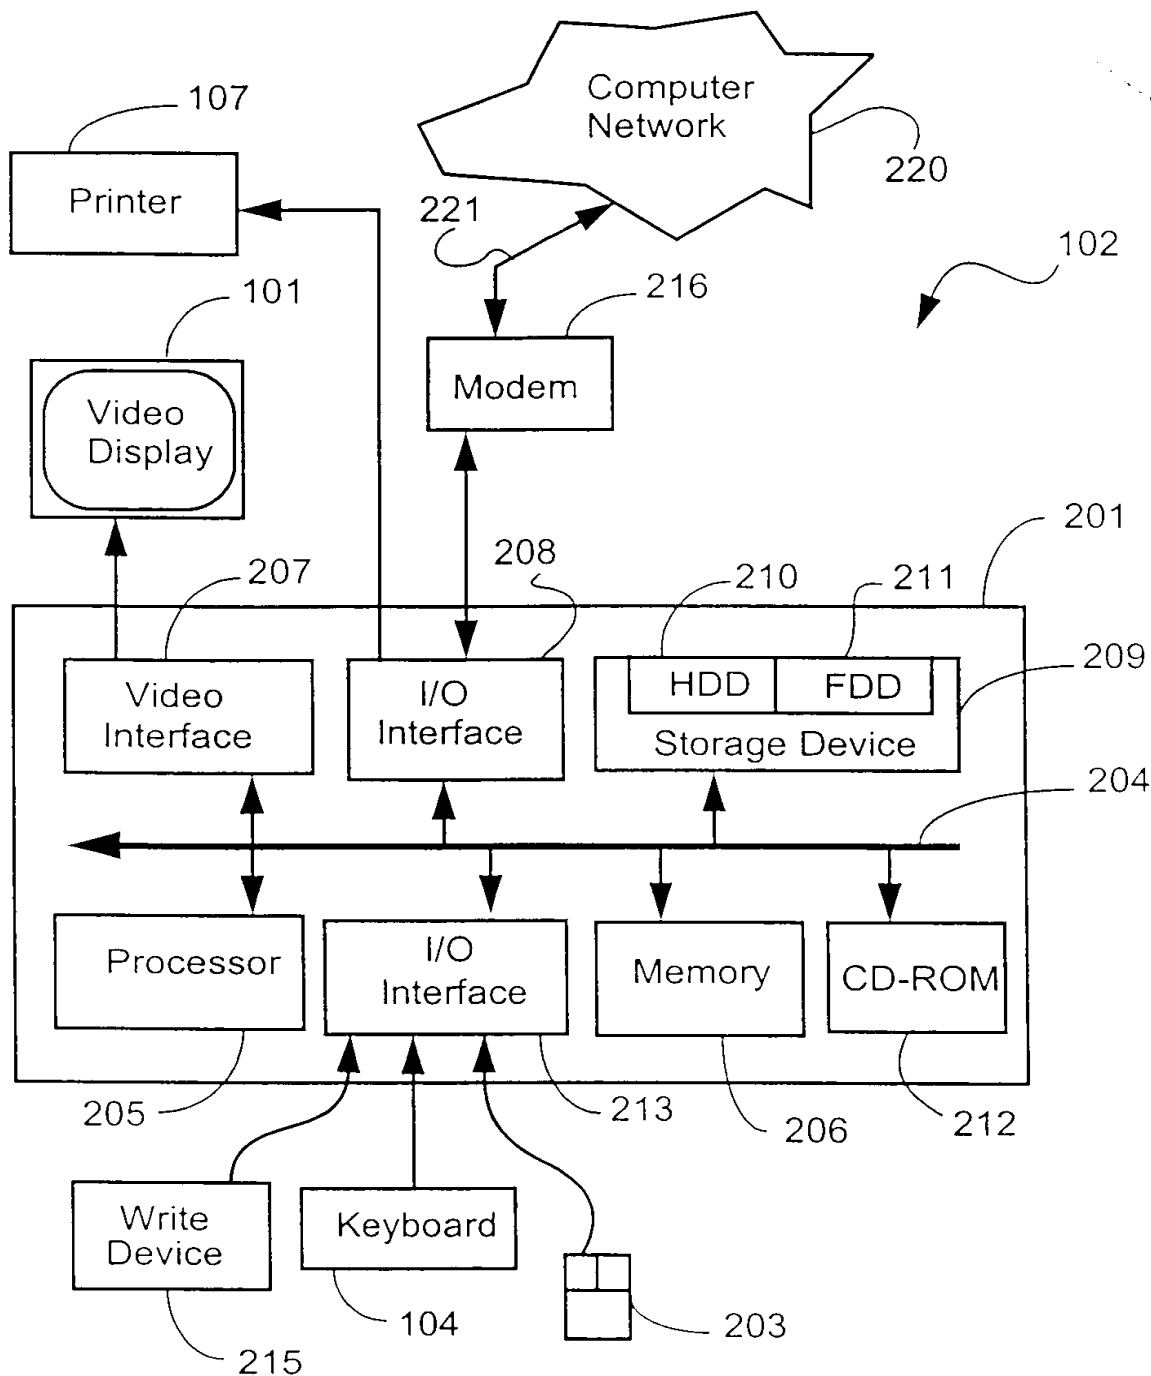 Computer
Network
107
220
Printer
221
102
101
216
Modem
Video
Display
201
208
207
210
211
209
Video
Interface
I/O
Interface
HDD
FDD
Storage Device
204
Processor
I/O
Interface
Memory
CD-ROM
205
213
206
212
Write
Device
Keyboard
104
203
215